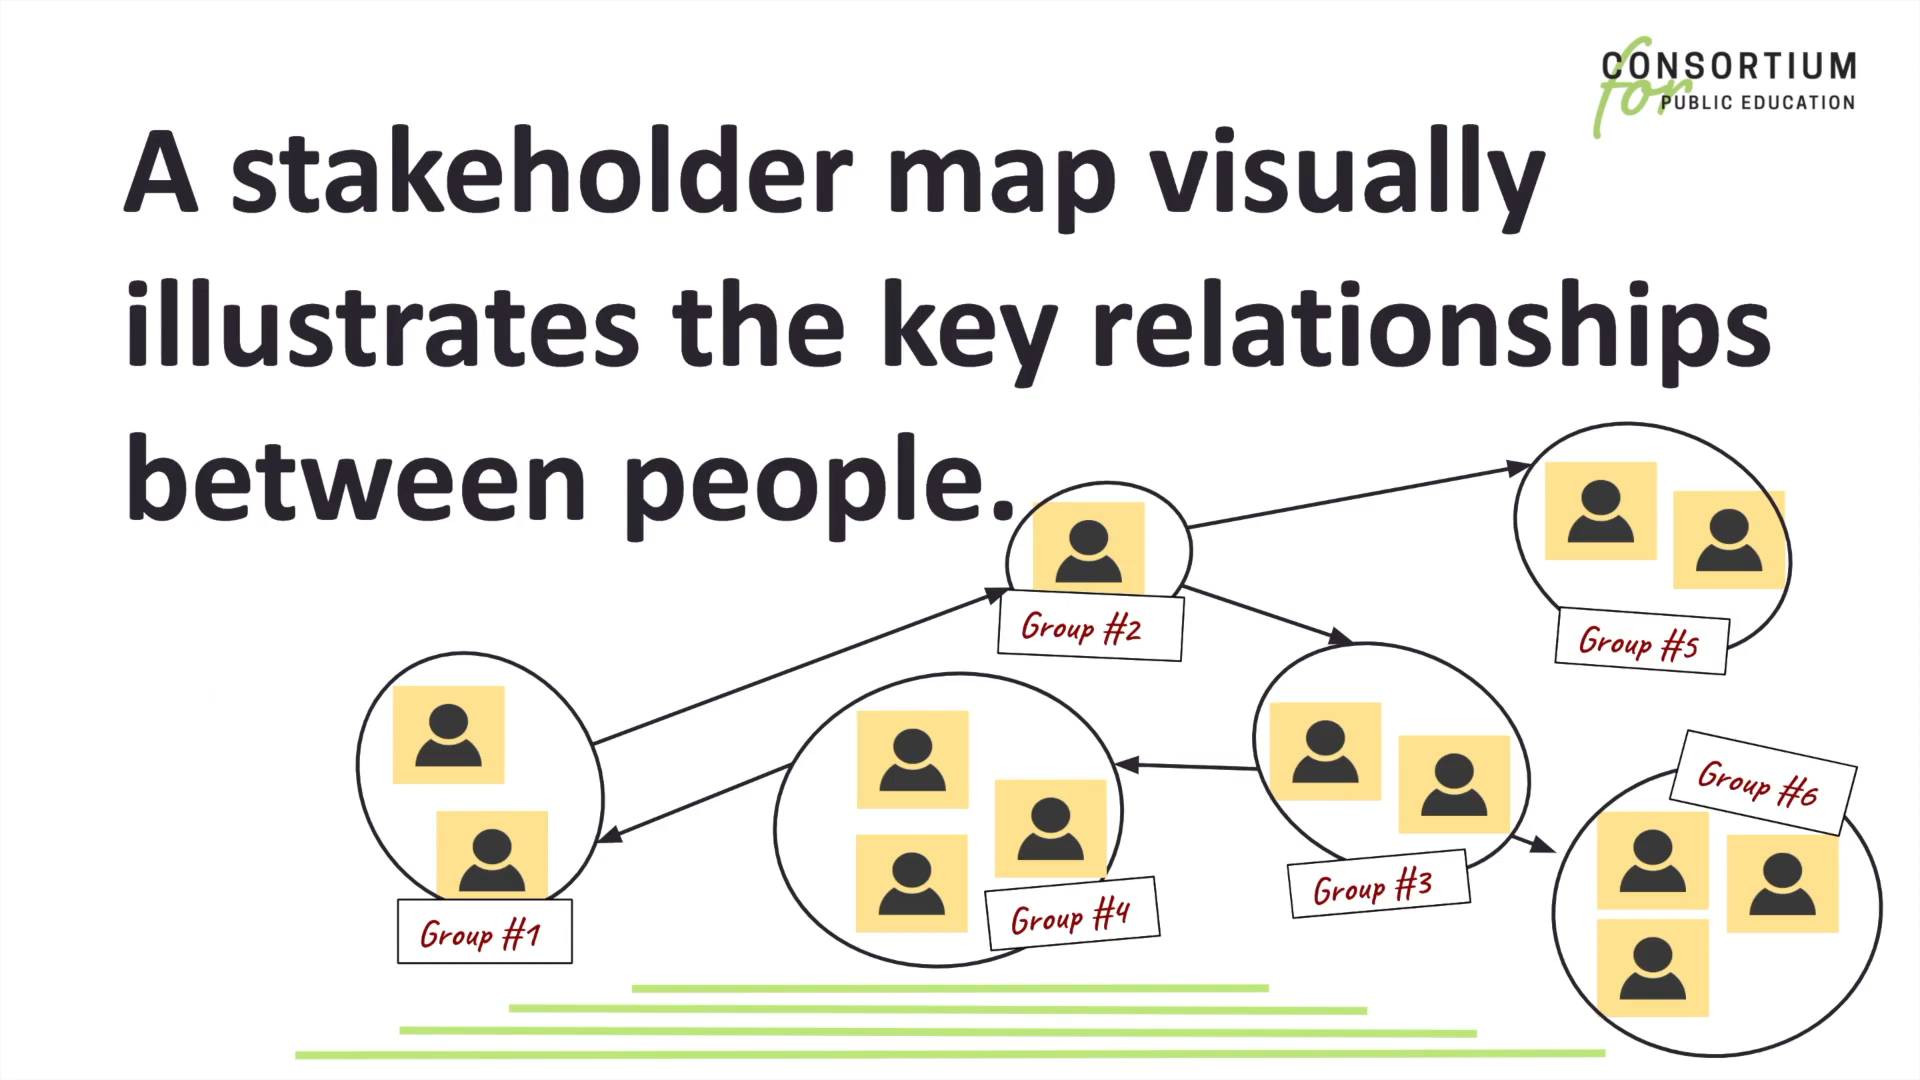 CONSORTIUM
for
PUBLIC EDUCATION
A stakeholder map visually
illustrates the key relationships
between people.
Group #2
Group #5
Group #6
Group #3
Group #4
Group #1